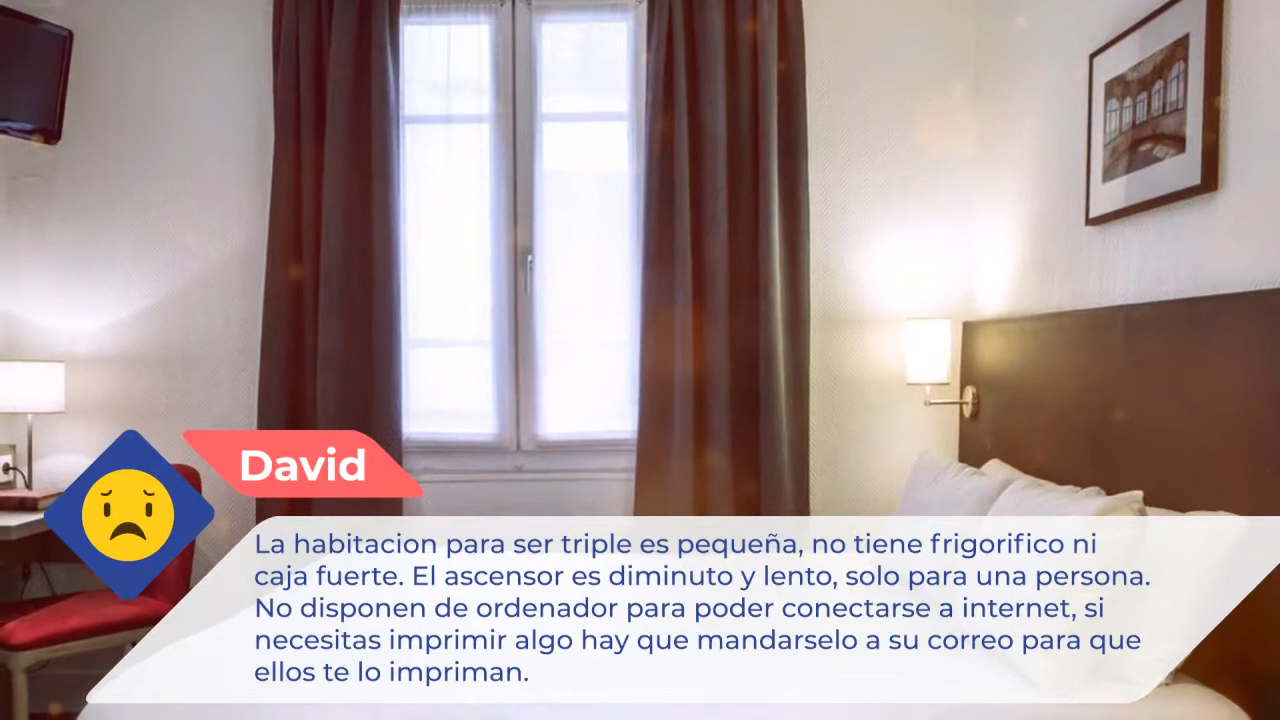 David
La habitacion para ser triple es pequeña, no tiene frigorifico ni
caja fuerte. El ascensor es diminuto y lento, solo para una persona.
No disponen de ordenador para poder conectarse a internet, si
necesitas imprimir algo hay que mandarselo a su correo para que
ellos te lo impriman.